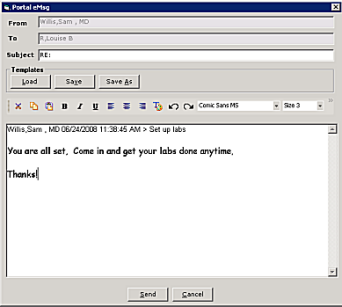 Portal eMsg
From Willis,Sam , MD
To R,Louise B
Subject RE:
Templates
Load Save Save As
B I U Comic Sans MS Size 3
Willis,Sam , MD 06/24/2008 11:38:45 AM > Set up labs
You are all set, Come in and get your labs done anytime,
Thanks!
Send Cancel